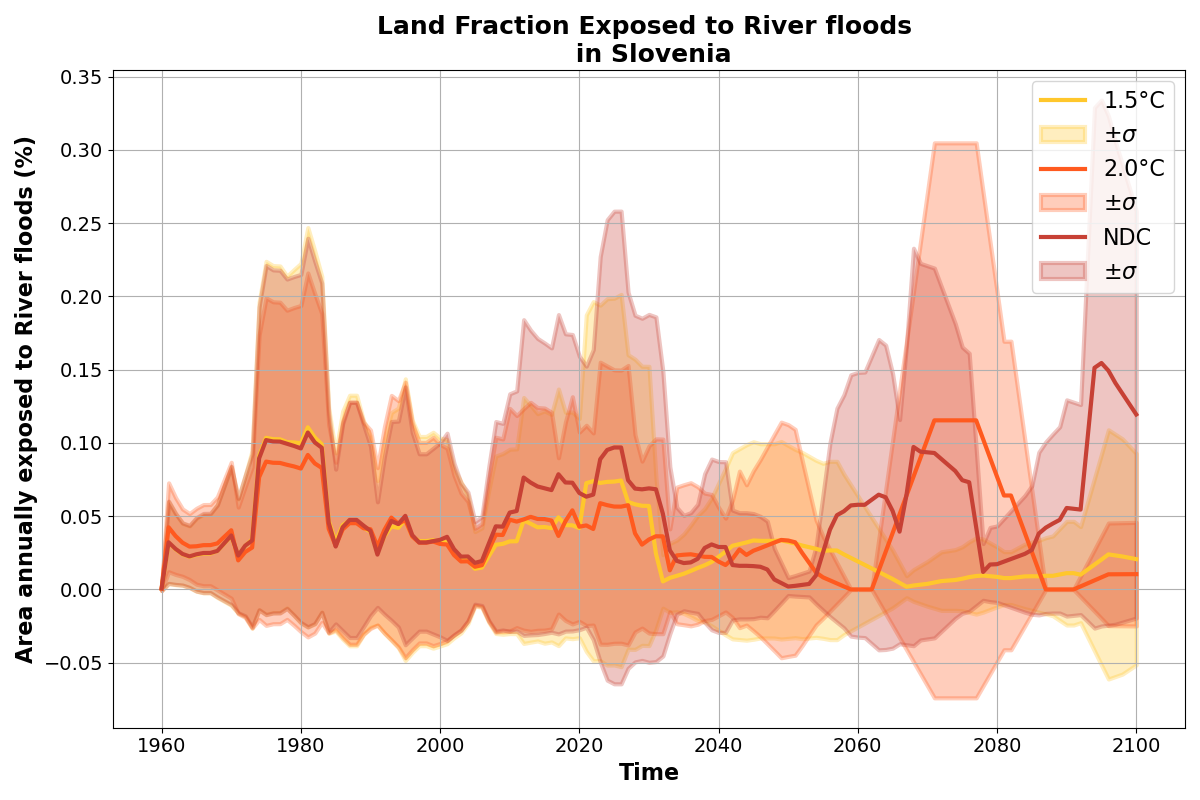 Land Fraction Exposed to River floods
in Slovenia
Area annually exposed to River floods (%)
0.35
0.30
0.25
0.20
0.15
0.10
0.05
0.00
−0.05
1960
1980
2000
2020
2040
2060
2080
2100
Time
1.5°C
±σ
2.0°C
±σ
NDC
±σ